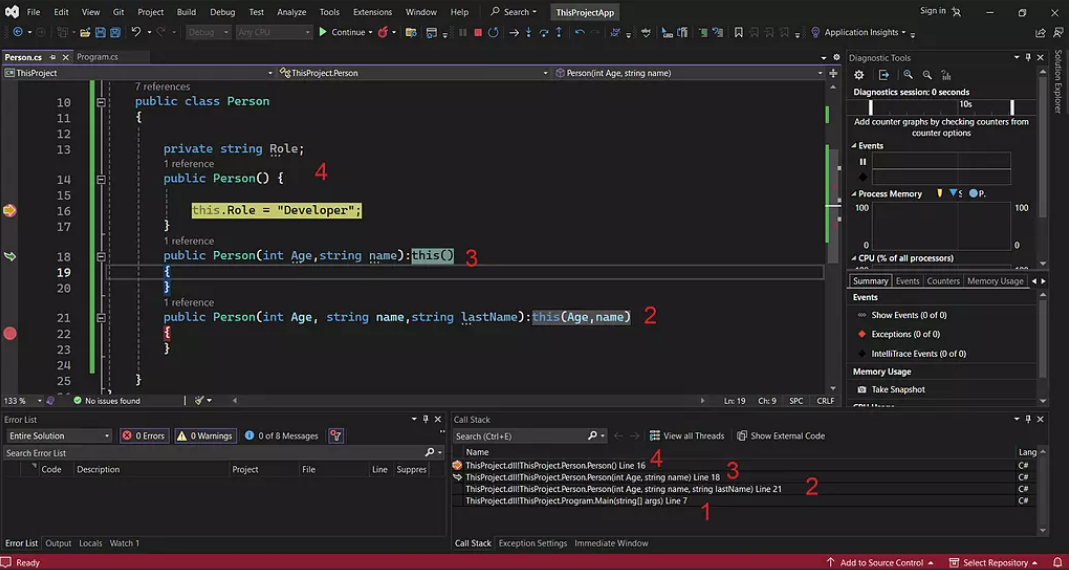 File Edit View Git Project Build Debug Test Analyze Tools Extensions Window Help Search ThisProjectApp Sign in
Debug Any CPU Continue Application Insights
Person.cs Program.cs
ThisProject ThisProject.Person Person(int Age, string name)
7 references
10 public class Person
11 {
12
13 private string Role;
1 reference
14 public Person() { 4
15
16 this.Role = "Developer";
17 }
1 reference
18 public Person(int Age,string name):this() 3
19 {
20 }
1 reference
21 public Person(int Age, string name,string lastName):this(Age,name) 2
22 {
23 }
24
25 }
133 % No issues found Ln: 19 Ch: 9 SPC CRLF
Diagnostic Tools
Diagnostics session: 0 seconds
10s
Add counter graphs by checking counters from
counter options
Events
Process Memory S P.
100 100
0 0
CPU (% of all processors)
Summary Events Counters Memory Usage
Events
Show Events (0 of 0)
Exceptions (0 of 0)
IntelliTrace Events (0 of 0)
Memory Usage
Take Snapshot
Solution Explorer
Error List
Entire Solution 0 Errors 0 Warnings 0 of 8 Messages
Search Error List
Code Description Project File Line Suppres
Error List Output Locals Watch 1
Call Stack
Search (Ctrl+E) View all Threads Show External Code
Name Lang
ThisProject.dll!ThisProject.Person.Person() Line 16 4 C#
ThisProject.dll!ThisProject.Person.Person(int Age, string name) Line 18 3 C#
ThisProject.dll!ThisProject.Person.Person(int Age, string name, string lastName) Line 21 2 C#
ThisProject.dll!ThisProject.Program.Main(string[] args) Line 7 1 C#
Call Stack Exception Settings Immediate Window
Ready Add to Source Control Select Repository